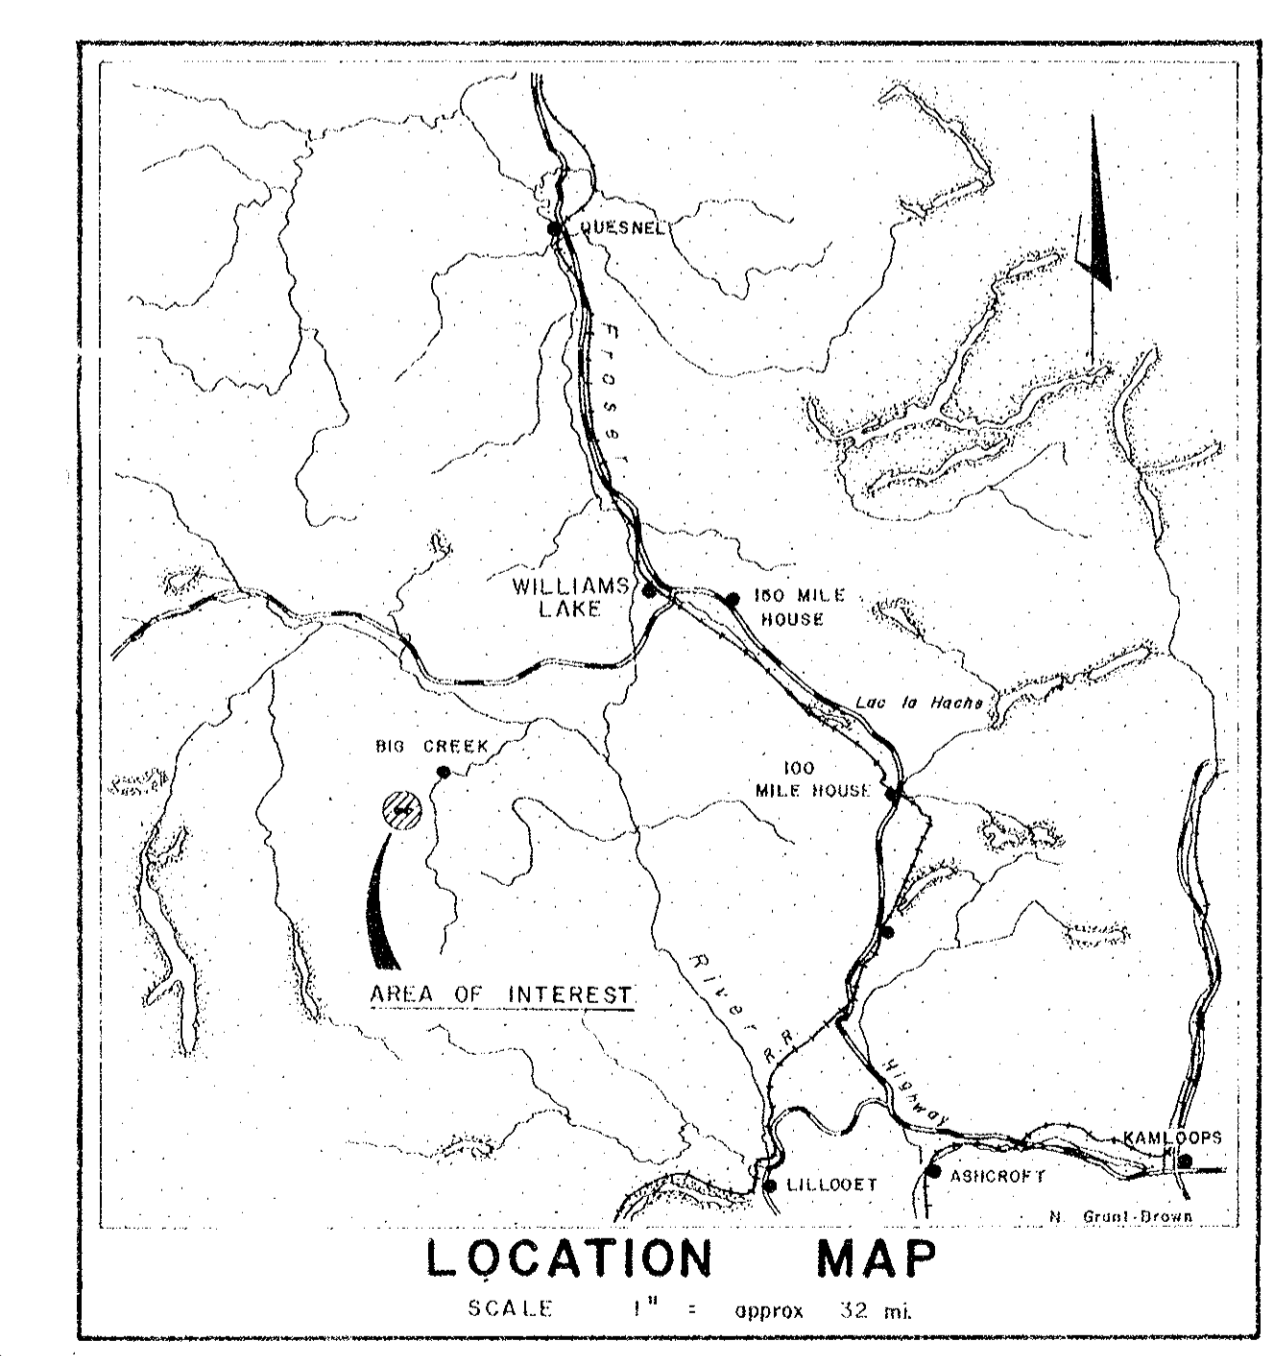 QUESNEL
Fraser
WILLIAMS
LAKE
150 MILE
HOUSE
Lac la Hache
BIG CREEK
100
MILE HOUSE
AREA OF INTEREST
River
R.R.
Highway
KAMLOOPS
LILLOOET
ASHCROFT
N. Grant-Brown
LOCATION MAP
SCALE 1" = approx 32 mi.